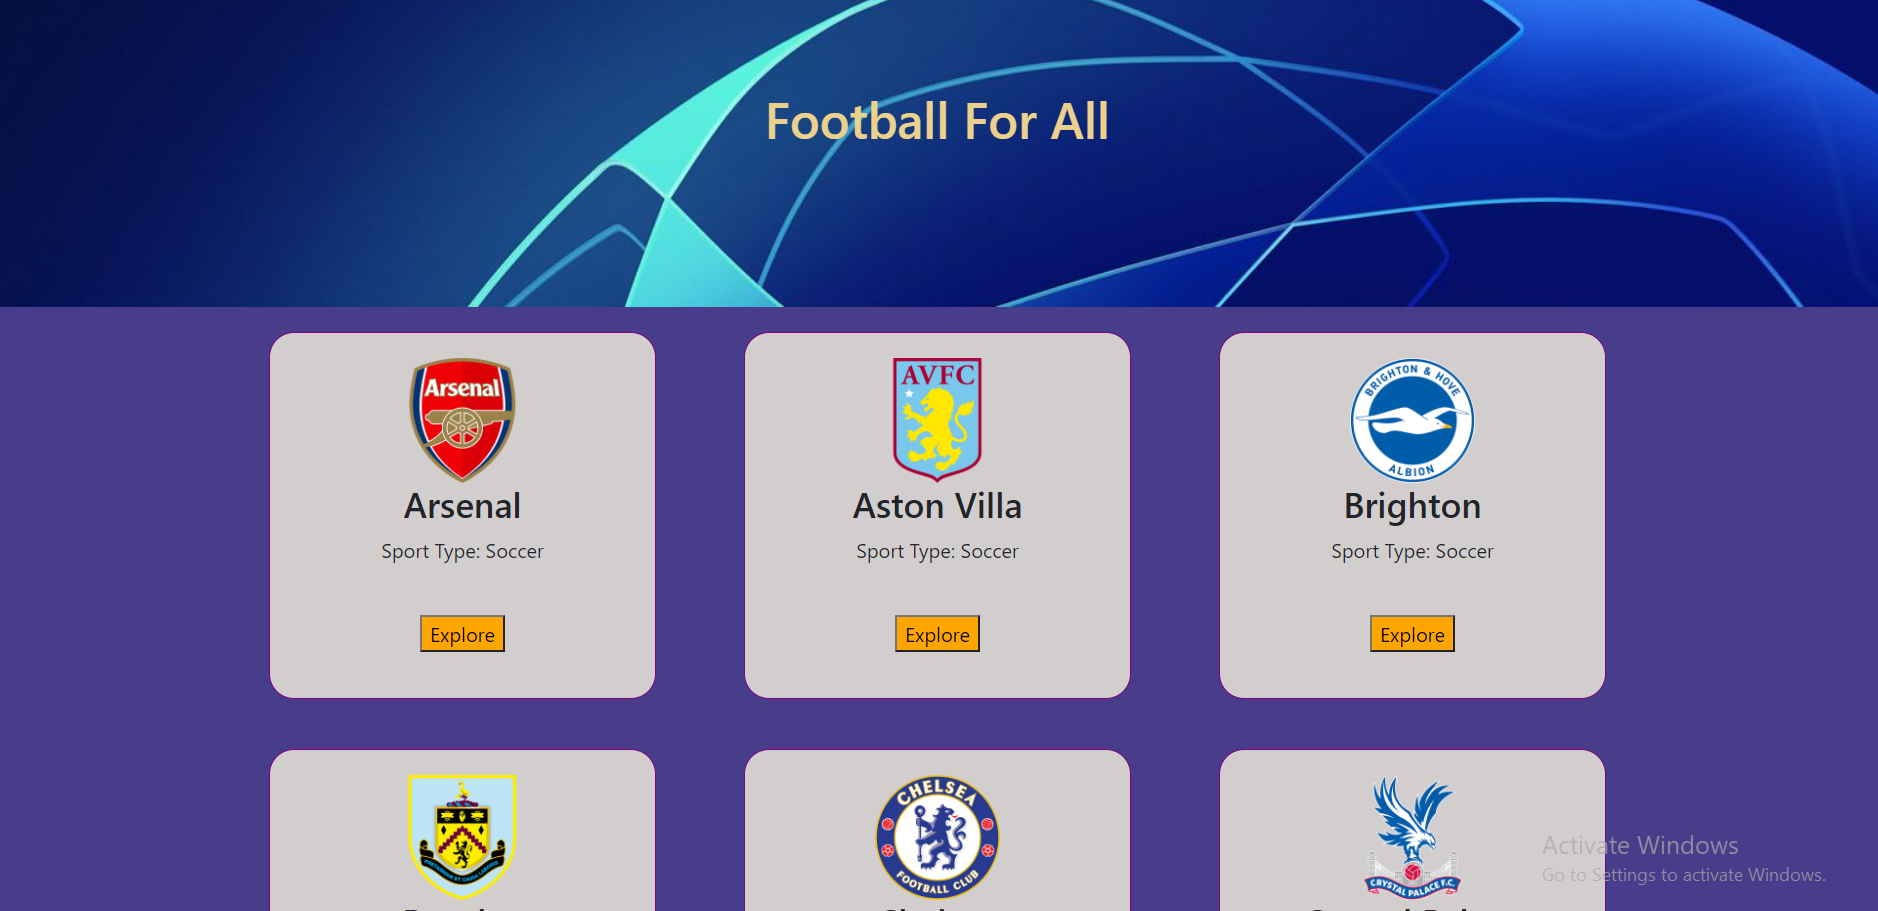 Football For All
Arsenal
AVFC
BRIGHTON & HOVE
ALBION
Arsenal
Aston Villa
Brighton
Sport Type: Soccer
Sport Type: Soccer
Sport Type: Soccer
Explore
Explore
Explore
CHELSEA
FOOTBALL CLUB
CRYSTAL PALACE F.C.
Activate Windows
Go to Settings to activate Windows.